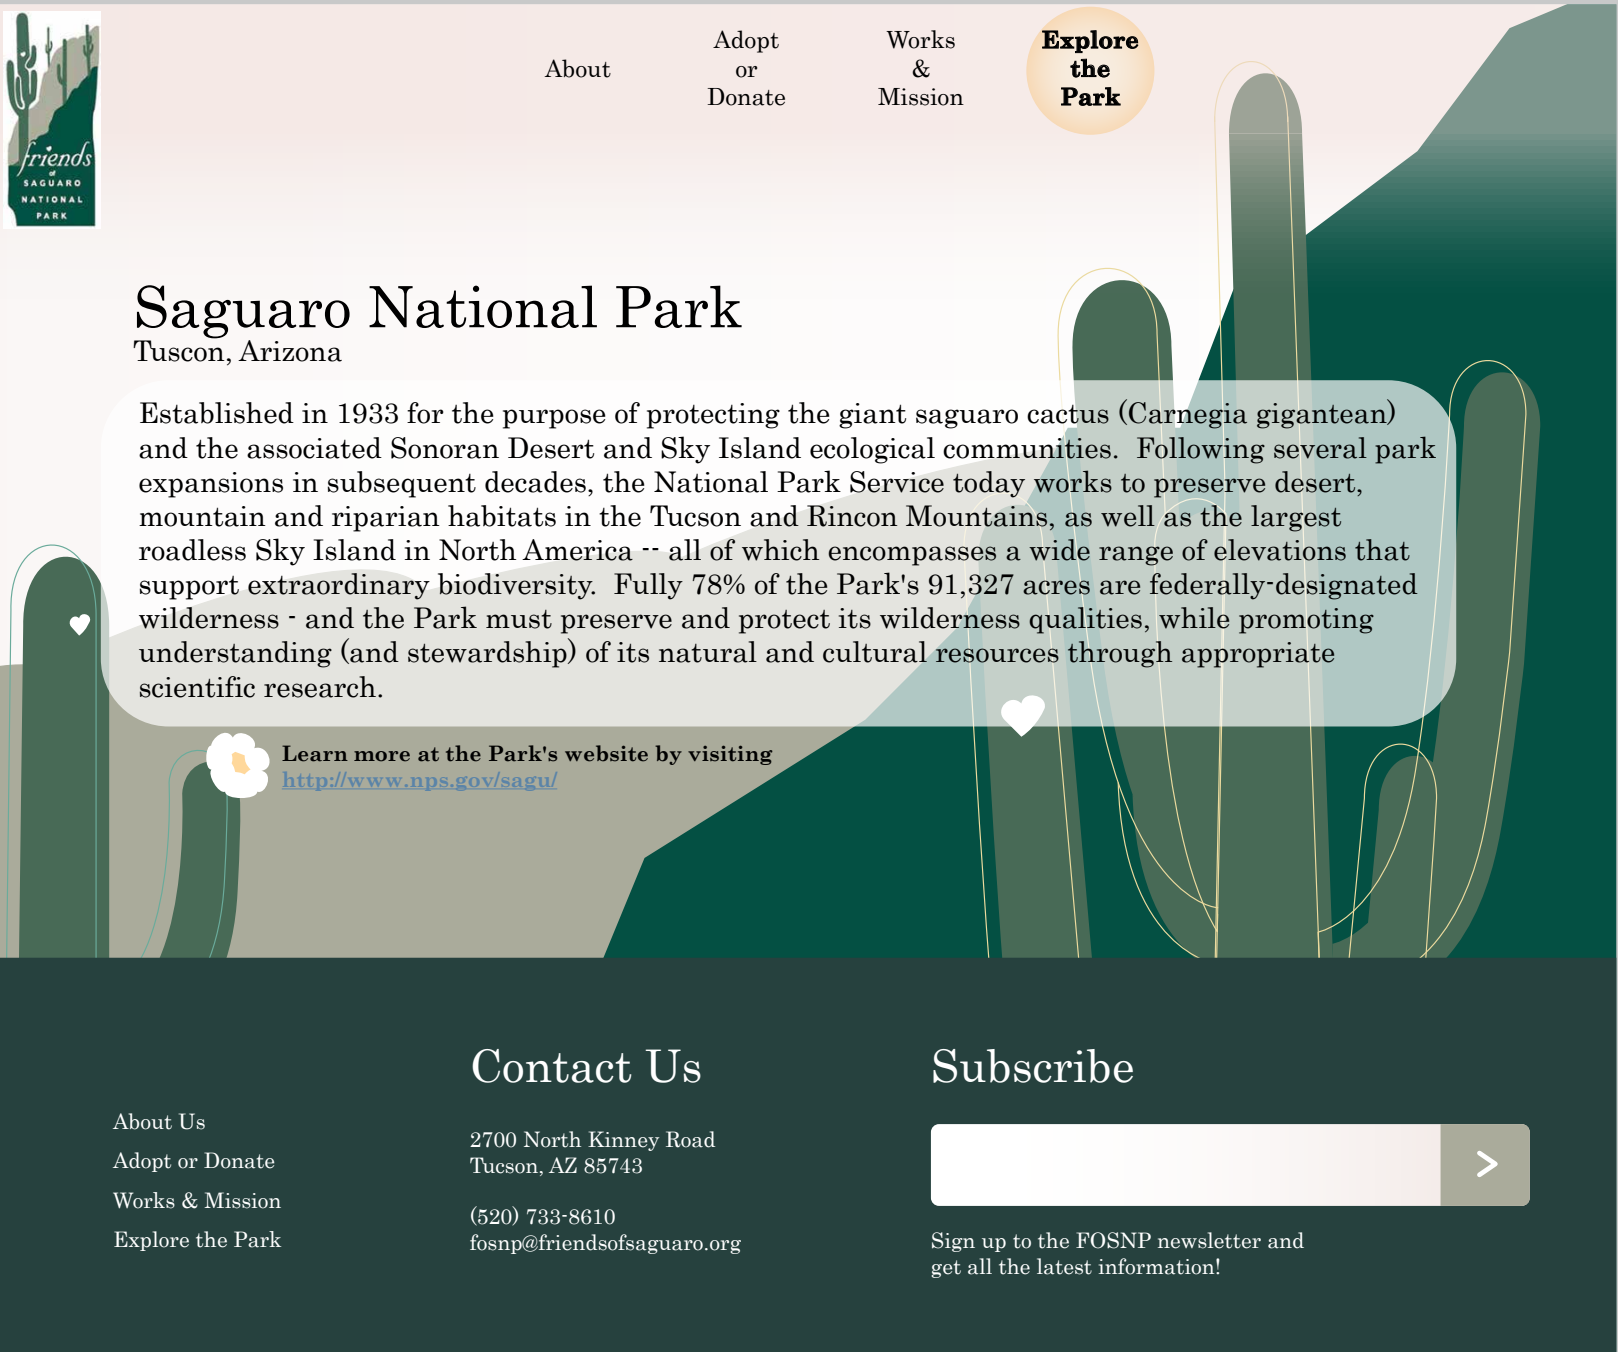 friends
of
SAGUARO
NATIONAL
PARK
About
Adopt
or
Donate
Works
&
Mission
Explore
the
Park
Saguaro National Park
Tuscon, Arizona
Established in 1933 for the purpose of protecting the giant saguaro cactus (Carnegia gigantean)
and the associated Sonoran Desert and Sky Island ecological communities.  Following several park
expansions in subsequent decades, the National Park Service today works to preserve desert,
mountain and riparian habitats in the Tucson and Rincon Mountains, as well as the largest
roadless Sky Island in North America -- all of which encompasses a wide range of elevations that
support extraordinary biodiversity.  Fully 78% of the Park's 91,327 acres are federally-designated
wilderness - and the Park must preserve and protect its wilderness qualities, while promoting
understanding (and stewardship) of its natural and cultural resources through appropriate
scientific research.
Learn more at the Park's website by visiting
http://www.nps.gov/sagu/
About Us
Adopt or Donate
Works & Mission
Explore the Park
Contact Us
2700 North Kinney Road
Tucson, AZ 85743
(520) 733-8610
fosnp@friendsofsaguaro.org
Subscribe
>
Sign up to the FOSNP newsletter and
get all the latest information!